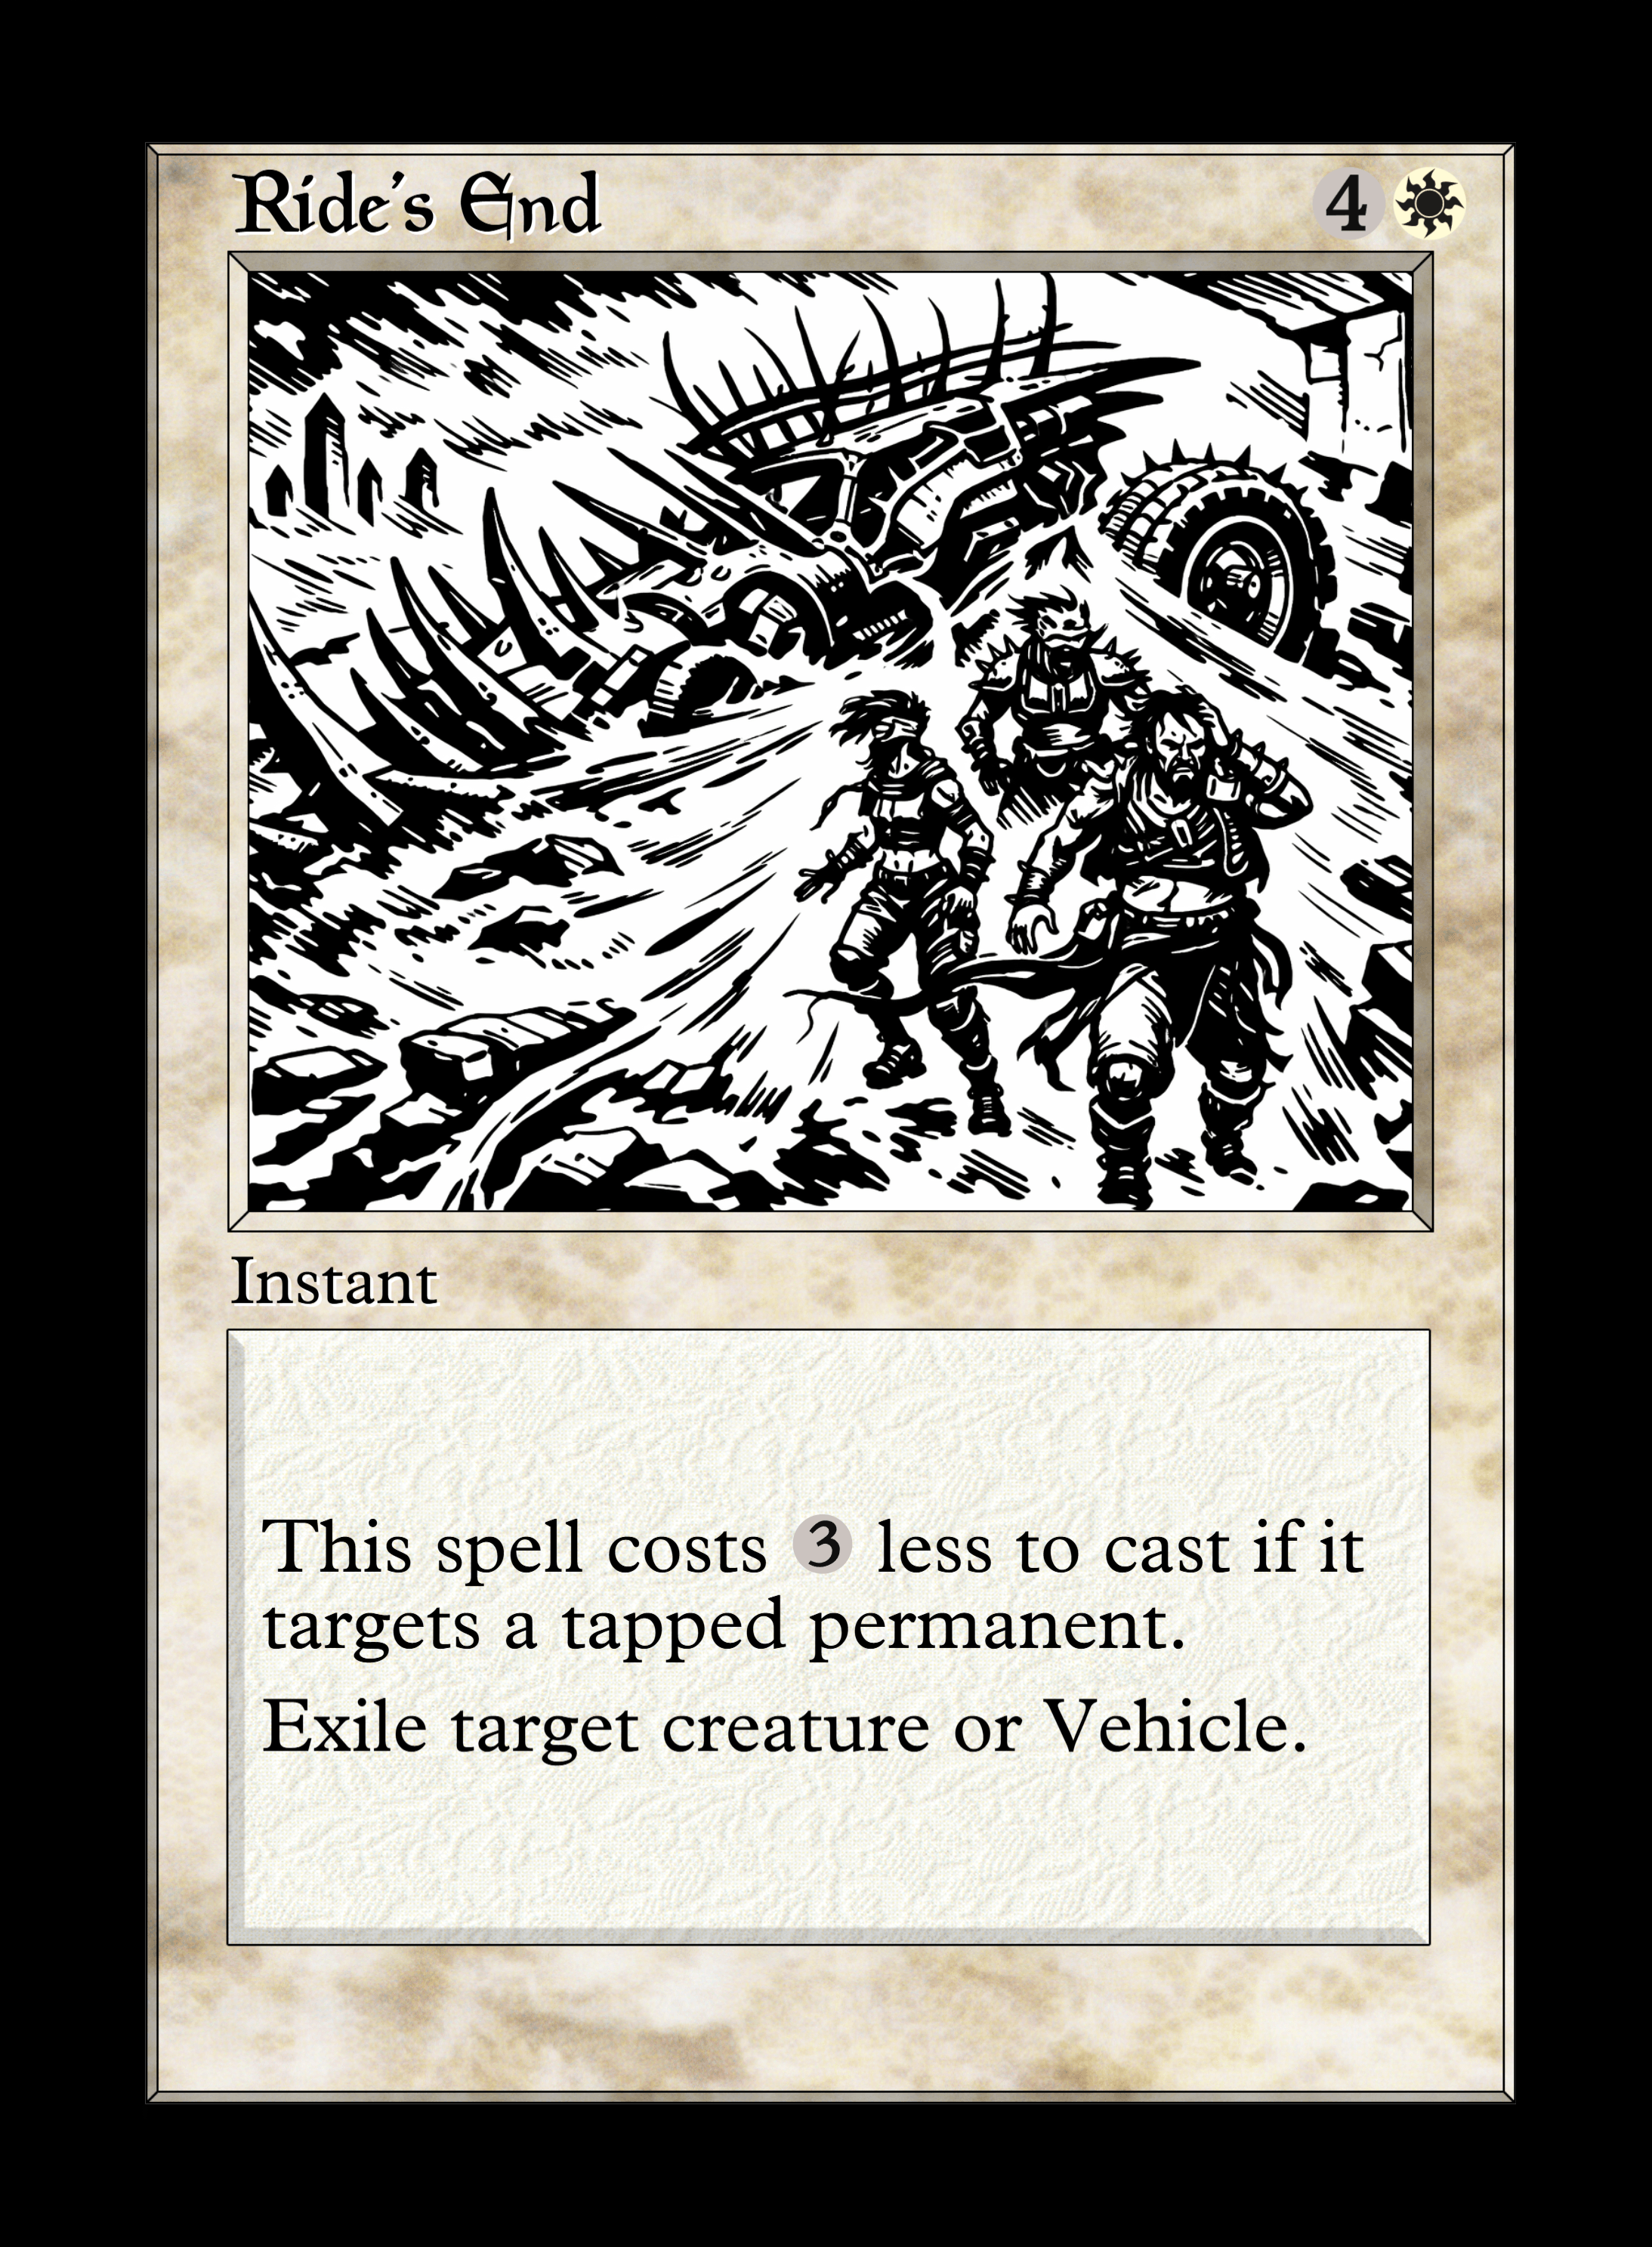 Ride's End 4
Instant
This spell costs 3 less to cast if it
targets a tapped permanent.
Exile target creature or Vehicle.